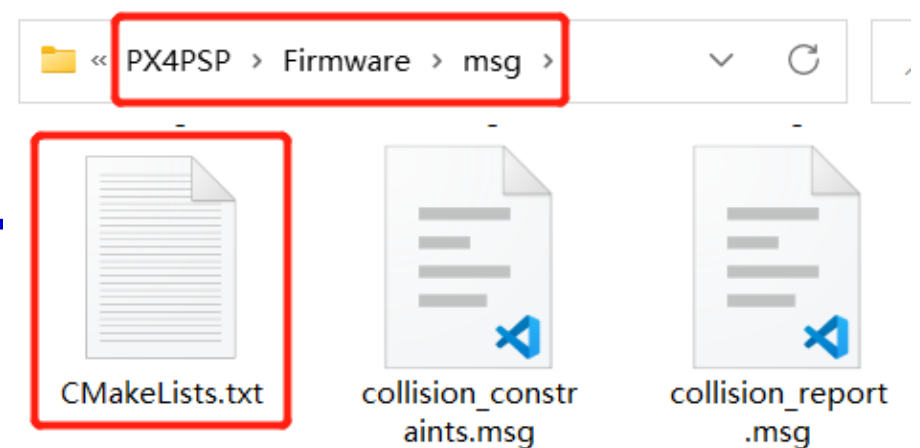 « PX4PSP > Firmware > msg >
CMakeLists.txt
collision_constr
aints.msg
collision_report
.msg